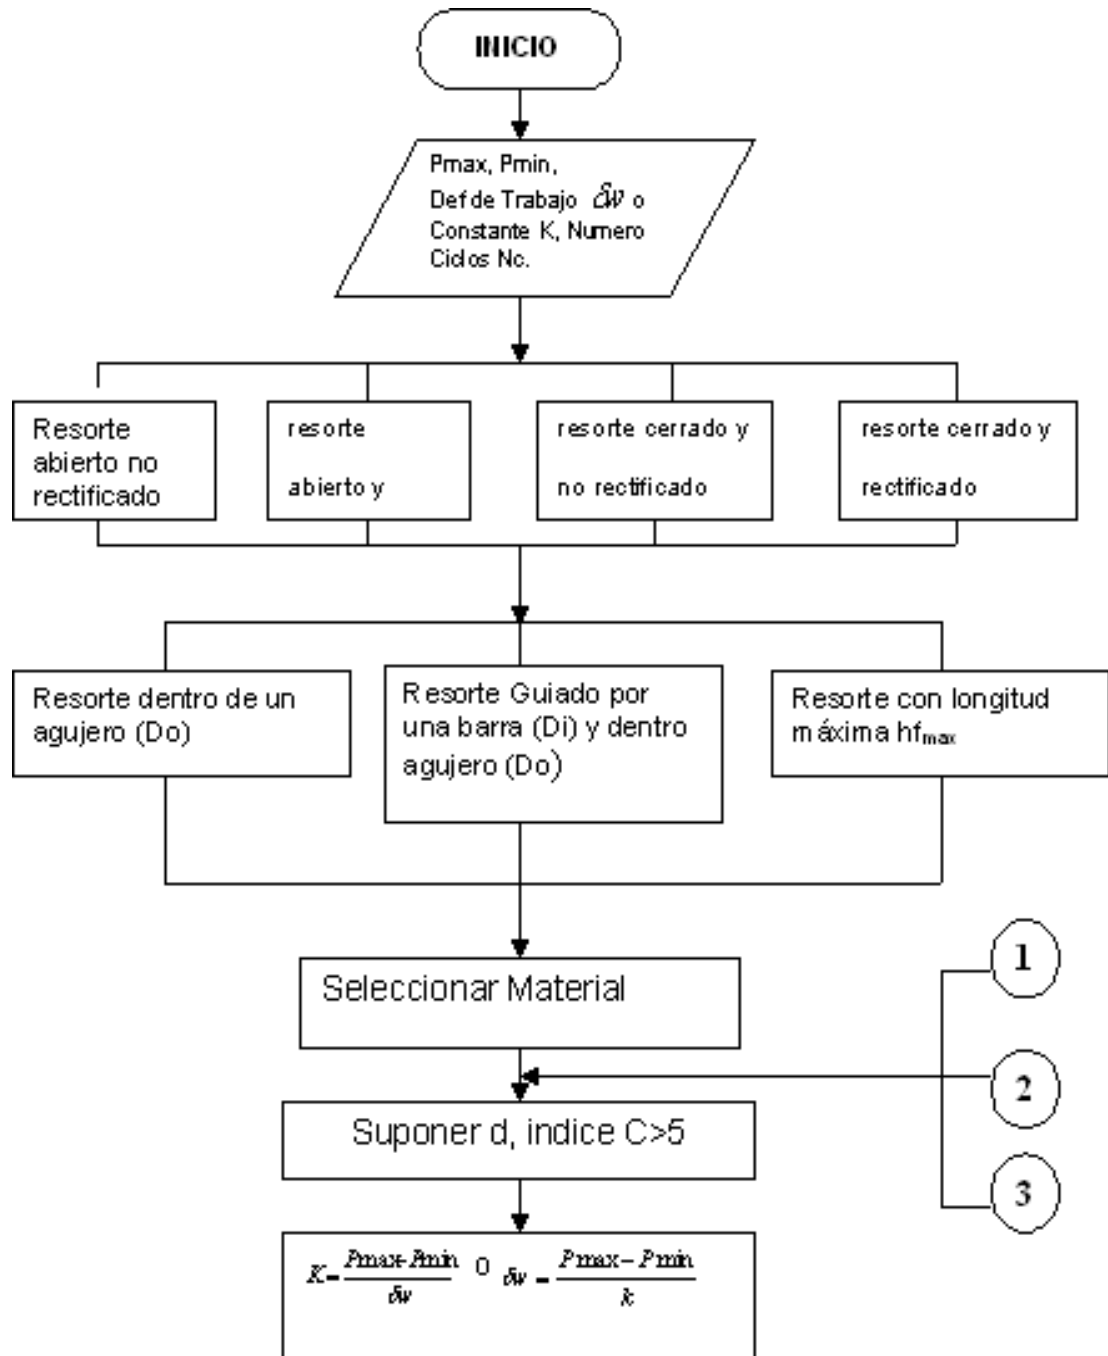 INICIO
Pmax, Pmin,
Def de Trabajo δw o
Constante K, Numero
Ciclos Nc.
Resorte
abierto no
rectificado
resorte
abierto y
resorte cerrado y
no rectificado
resorte cerrado y
rectificado
Resorte dentro de un
agujero (Do)
Resorte Guiado por
una barra (Di) y dentro
agujero (Do)
Resorte con longitud
máxima hfmax
Seleccionar Material
1
2
Suponer d, indice C>5
3
K = (Pmax-Pmin)/δw O δw = (Pmax-Pmin)/k